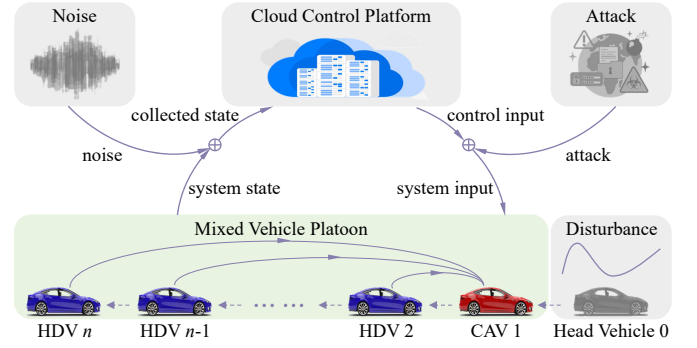 Noise
Cloud Control Platform
Attack
collected state
control input
noise
attack
system state
system input
Mixed Vehicle Platoon
Disturbance
HDV n
HDV n-1
HDV 2
CAV 1
Head Vehicle 0